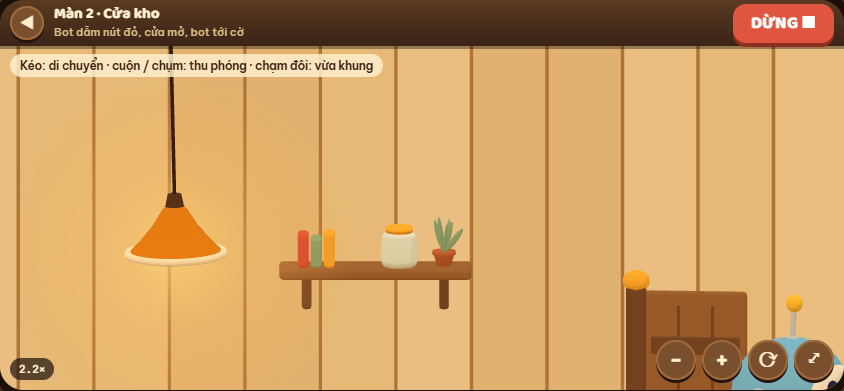 Màn 2 · Cửa kho
Bot dẫm nút đỏ, cửa mở, bot tới cờ
DỪNG
Kéo: di chuyển · cuộn / chụm: thu phóng · chạm đôi: vừa khung
2.2×